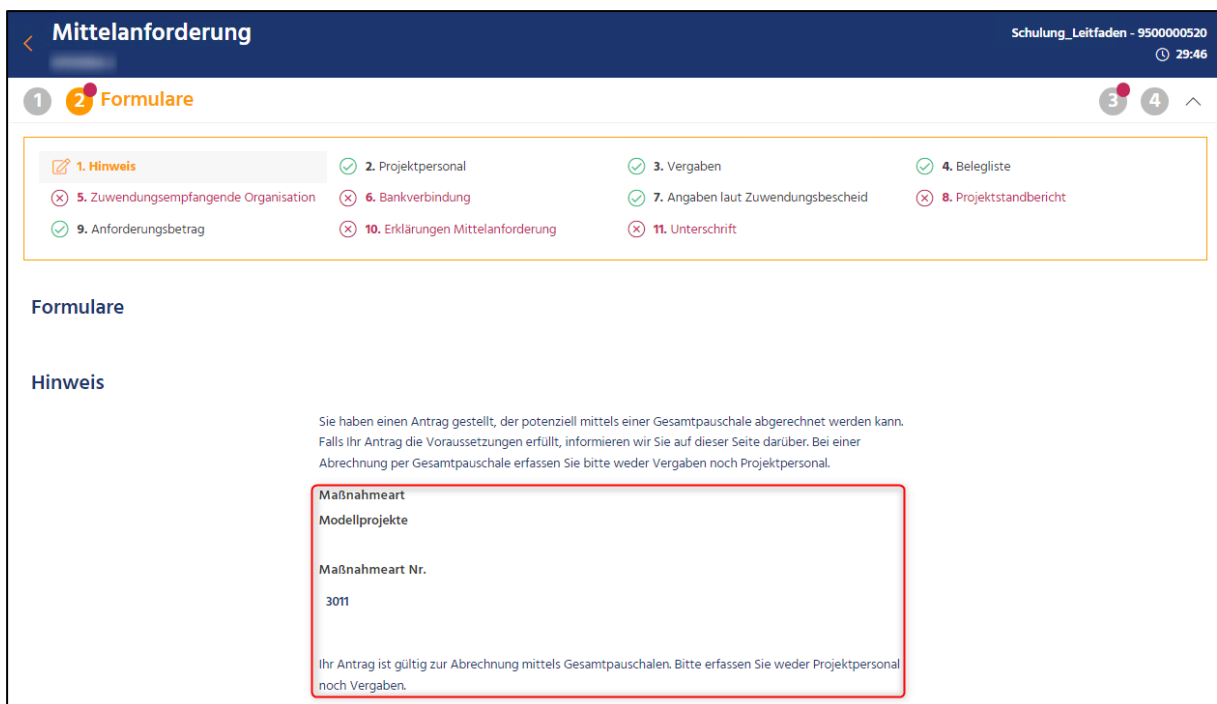 Mittelanforderung
Schulung_Leitfaden - 9500000520
29:46
1 2 Formulare 3 4
1. Hinweis 2. Projektpersonal 3. Vergaben 4. Belegliste
5. Zuwendungsempfangende Organisation 6. Bankverbindung 7. Angaben laut Zuwendungsbescheid 8. Projektstandbericht
9. Anforderungsbetrag 10. Erklärungen Mittelanforderung 11. Unterschrift
Formulare
Hinweis
Sie haben einen Antrag gestellt, der potenziell mittels einer Gesamtpauschale abgerechnet werden kann.
Falls Ihr Antrag die Voraussetzungen erfüllt, informieren wir Sie auf dieser Seite darüber. Bei einer
Abrechnung per Gesamtpauschale erfassen Sie bitte weder Vergaben noch Projektpersonal.
Maßnahmeart
Modellprojekte
Maßnahmeart Nr.
3011
Ihr Antrag ist gültig zur Abrechnung mittels Gesamtpauschalen. Bitte erfassen Sie weder Projektpersonal
noch Vergaben.